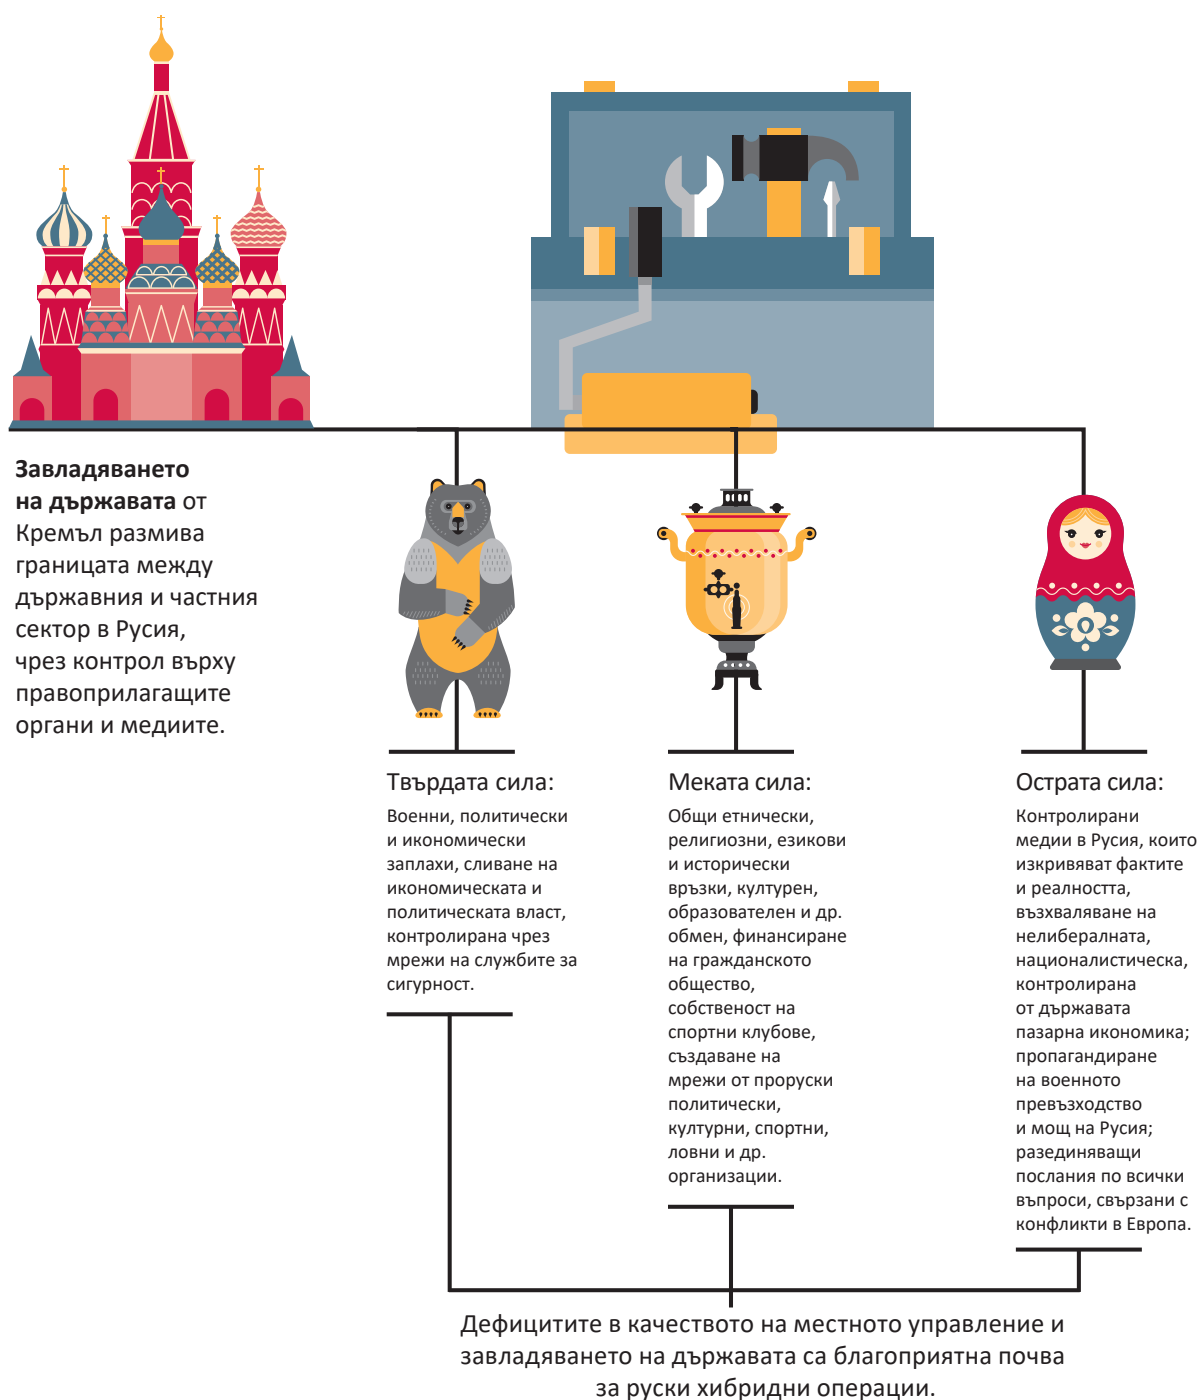 Завладяването
на държавата от
Кремъл размива
границата между
държавния и частния
сектор в Русия,
чрез контрол върху
правоприлагащите
органи и медиите.
Твърдата сила:
Военни, политически
и икономически
заплахи, сливане на
икономическата и
политическата власт,
контролирана чрез
мрежи на службите за
сигурност.
Меката сила:
Общи етнически,
религиозни, езикови
и исторически
връзки, културен,
образователен и др.
обмен, финансиране
на гражданското
общество,
собственост на
спортни клубове,
създаване на
мрежи от проруски
политически,
културни, спортни,
ловни и др.
организации.
Острата сила:
Контролирани
медии в Русия, които
изкривяват фактите
и реалността,
възхваляване на
нелибералната,
националистическа,
контролирана
от държавата
пазарна икономика;
пропагандиране
на военното
превъзходство
и мощ на Русия;
разединяващи
послания по всички
въпроси, свързани с
конфликти в Европа.
Дефицитите в качеството на местното управление и
завладяването на държавата са благоприятна почва
за руски хибридни операции.